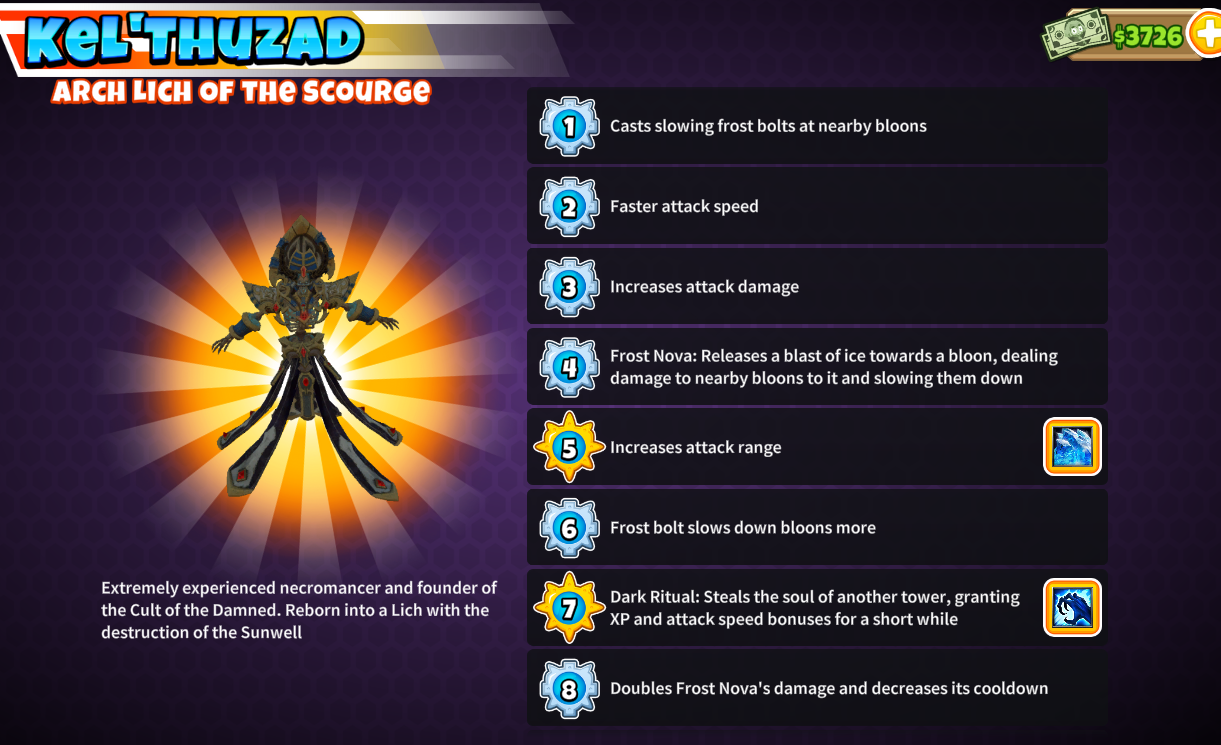 KEL'THUZAD
ARCH LICH OF THE SCOURGE
$3726
1
Casts slowing frost bolts at nearby bloons
2
Faster attack speed
3
Increases attack damage
4
Frost Nova: Releases a blast of ice towards a bloon, dealing
damage to nearby bloons to it and slowing them down
5
Increases attack range
6
Frost bolt slows down bloons more
7
Dark Ritual: Steals the soul of another tower, granting
XP and attack speed bonuses for a short while
8
Doubles Frost Nova's damage and decreases its cooldown
Extremely experienced necromancer and founder of
the Cult of the Damned. Reborn into a Lich with the
destruction of the Sunwell